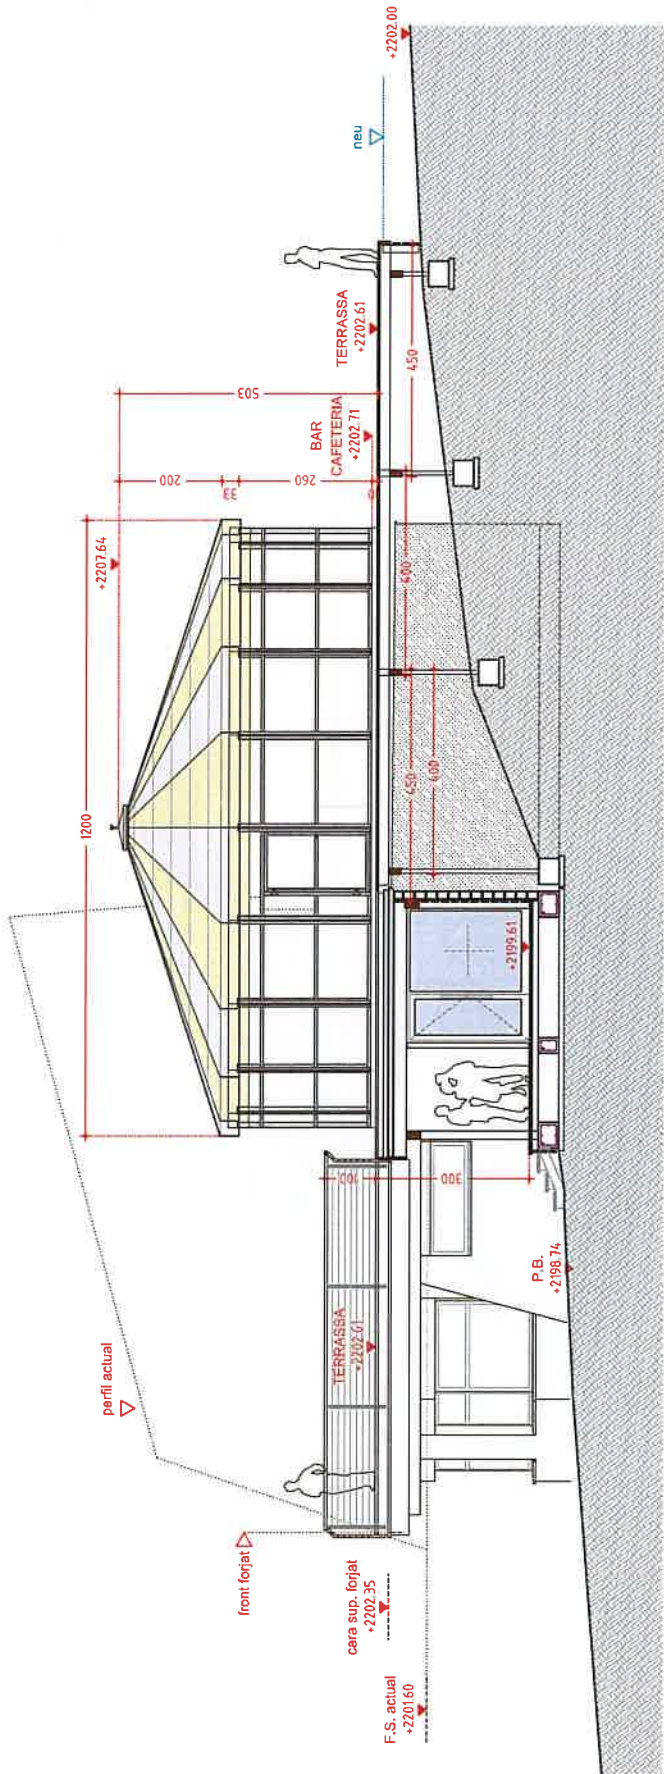 perfil actual
front forjat
cara sup. forjat
+2202.35
F.S. actual
+2201.60
TERRASSA
+2202.61
100
300
P.B.
+2198.74
+2199.61
1200
+2207.64
200
33
260
503
BAR
CAFETERIA
+2202.71
TERRASSA
+2202.61
450
400
400
450
neu
+2202.00